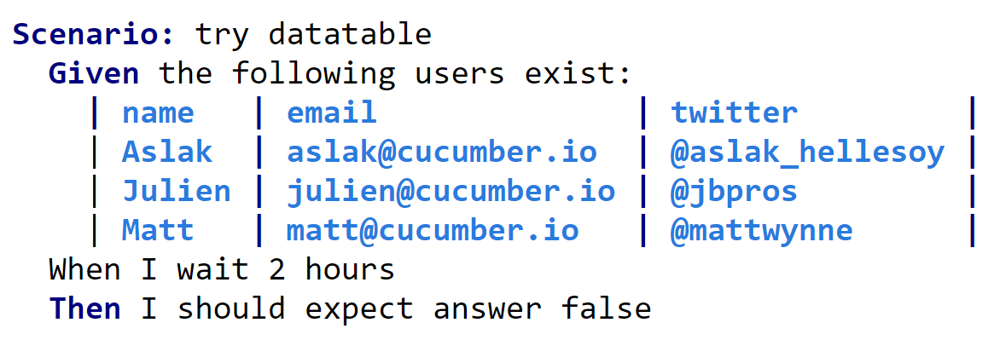 Scenario: try datatable
Given the following users exist:
| name | email | twitter |
| Aslak | aslak@cucumber.io | @aslak_hellesoy |
| Julien | julien@cucumber.io | @jbpros |
| Matt | matt@cucumber.io | @mattwynne |
When I wait 2 hours
Then I should expect answer false